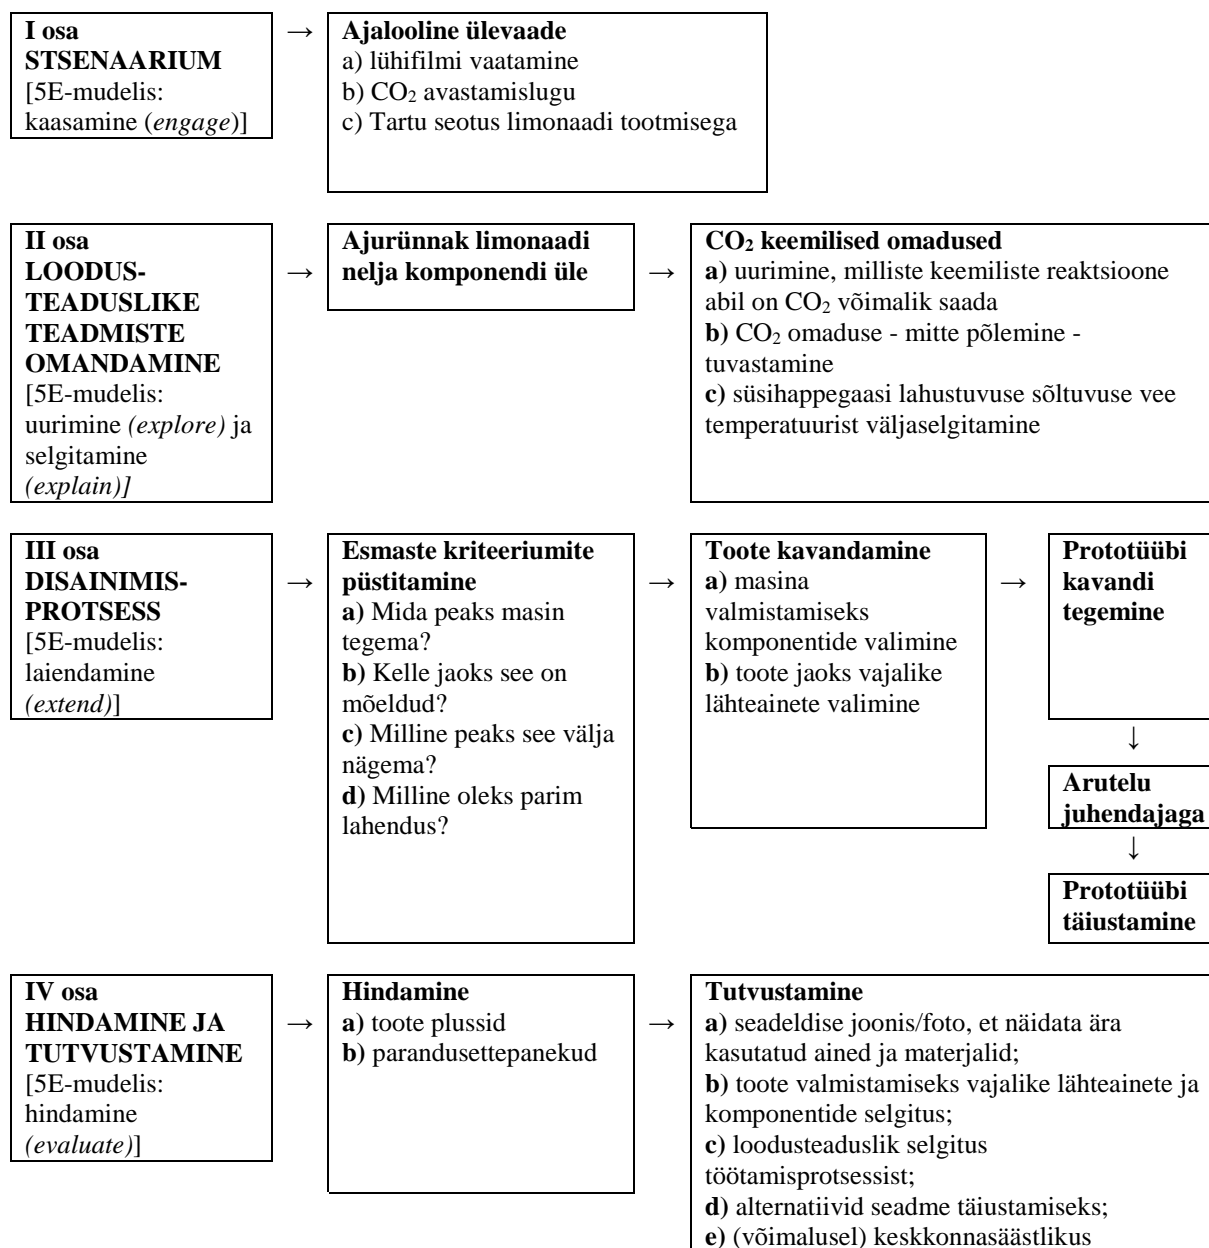 I osa
STSENAARIUM
[5E-mudelis:
kaasamine (engage)]
→
Ajalooline ülevaade
a) lühifilmi vaatamine
b) CO₂ avastamislugu
c) Tartu seotus limonaadi tootmisega
II osa
LOODUS-
TEADUSLIKE
TEADMISTE
OMANDAMINE
[5E-mudelis:
uurimine (explore) ja
selgitamine
(explain)]
→
Ajurünnak limonaadi
nelja komponendi üle
→
CO₂ keemilised omadused
a) uurimine, milliste keemiliste reaktsioone
abil on CO₂ võimalik saada
b) CO₂ omaduse - mitte põlemine -
tuvastamine
c) süsihappegaasi lahustuvuse sõltuvuse vee
temperatuurist väljaselgitamine
III osa
DISAINIMIS-
PROTSESS
[5E-mudelis:
laiendamine
(extend)]
→
Esmaste kriteeriumite
püstitamine
a) Mida peaks masin
tegema?
b) Kelle jaoks see on
mõeldud?
c) Milline peaks see välja
nägema?
d) Milline oleks parim
lahendus?
→
Toote kavandamine
a) masina
valmistamiseks
komponentide valimine
b) toote jaoks vajalike
lähteainete valimine
→
Prototüübi
kavandi
tegemine
↓
Arutelu
juhendajaga
↓
Prototüübi
täiustamine
IV osa
HINDAMINE JA
TUTVUSTAMINE
[5E-mudelis:
hindamine
(evaluate)]
→
Hindamine
a) toote plussid
b) parandusettepanekud
→
Tutvustamine
a) seadeldise joonis/foto, et näidata ära
kasutatud ained ja materjalid;
b) toote valmistamiseks vajalike lähteainete ja
komponentide selgitus;
c) loodusteaduslik selgitus
töötamisprotsessist;
d) alternatiivid seadme täiustamiseks;
e) (võimalusel) keskkonnasäästlikus